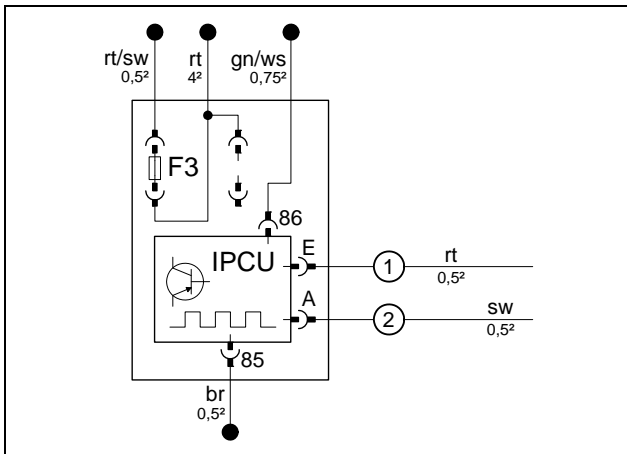 rt/sw
0,5²
rt
4²
gn/ws
0,75²
F3
86
IPCU
E
1
rt
0,5²
A
2
sw
0,5²
85
br
0,5²